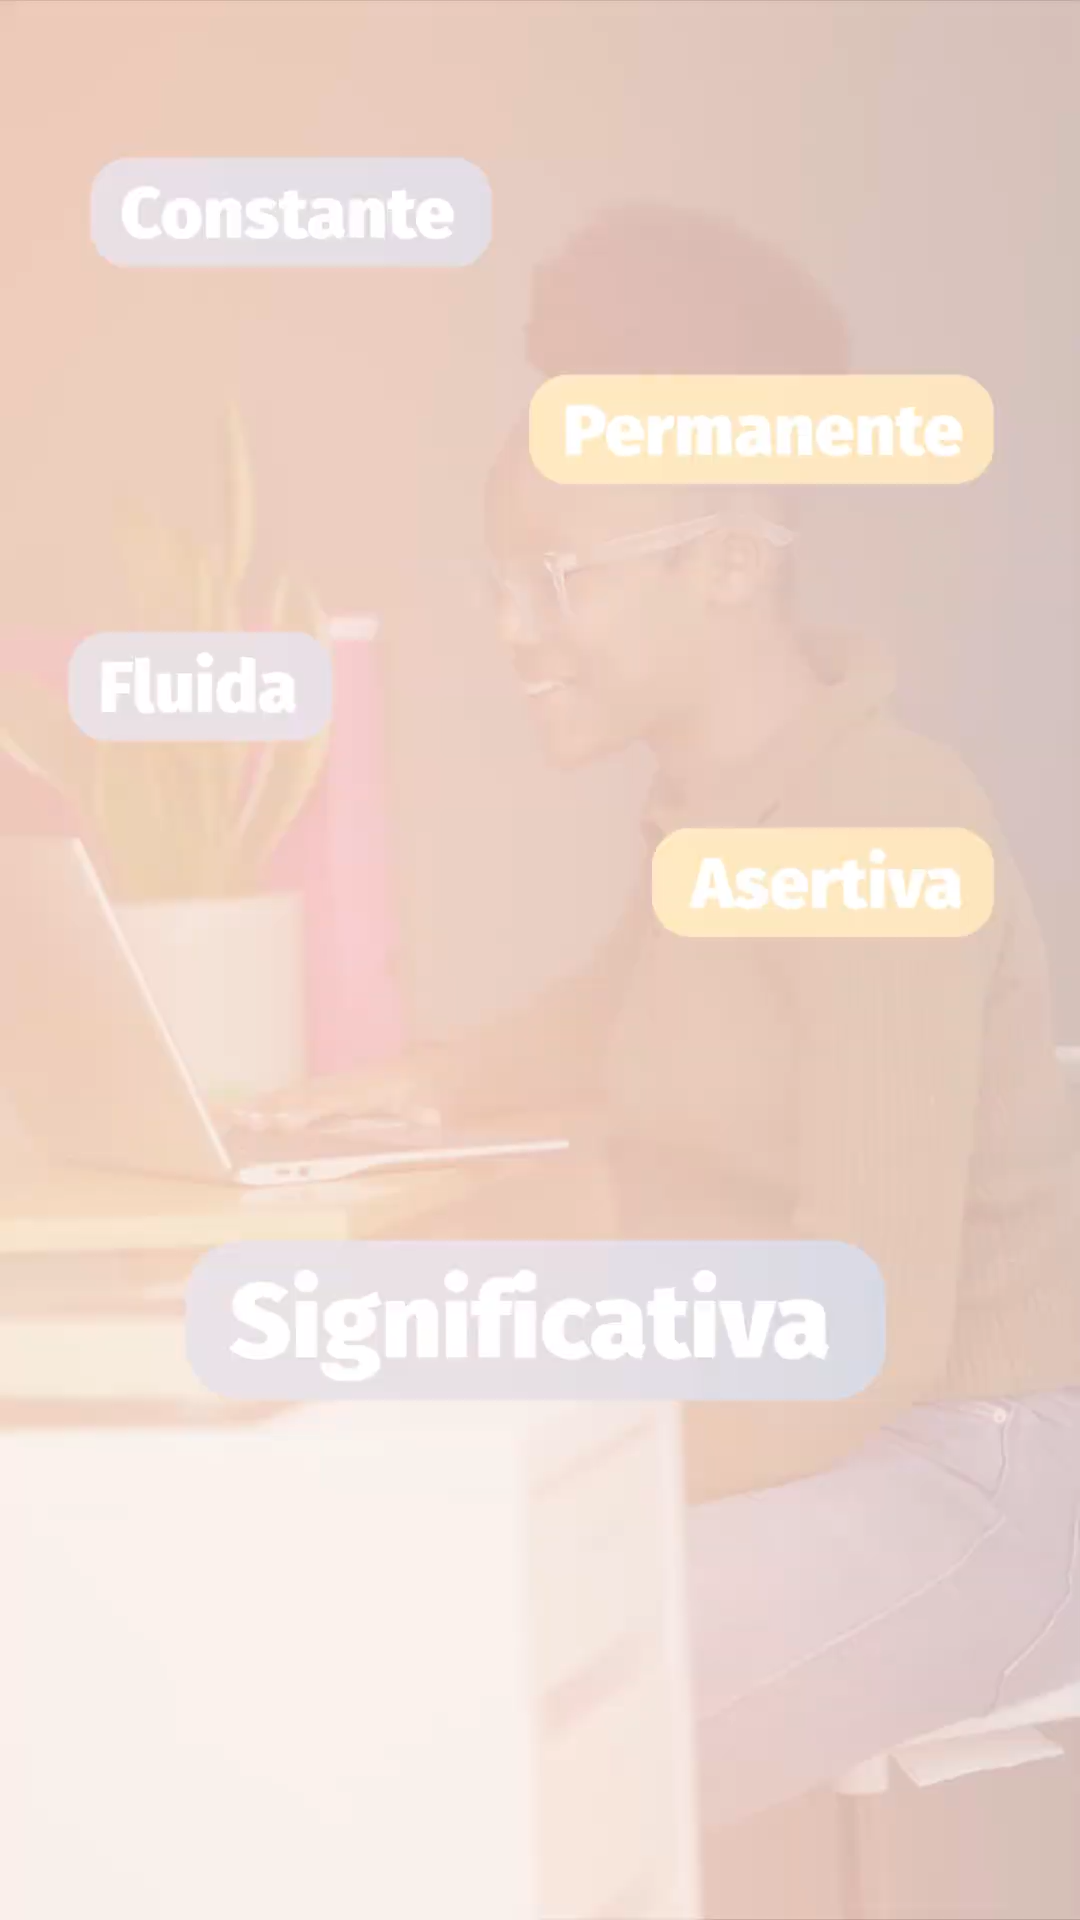 Constante
Permanente
Fluida
Asertiva
Significativa